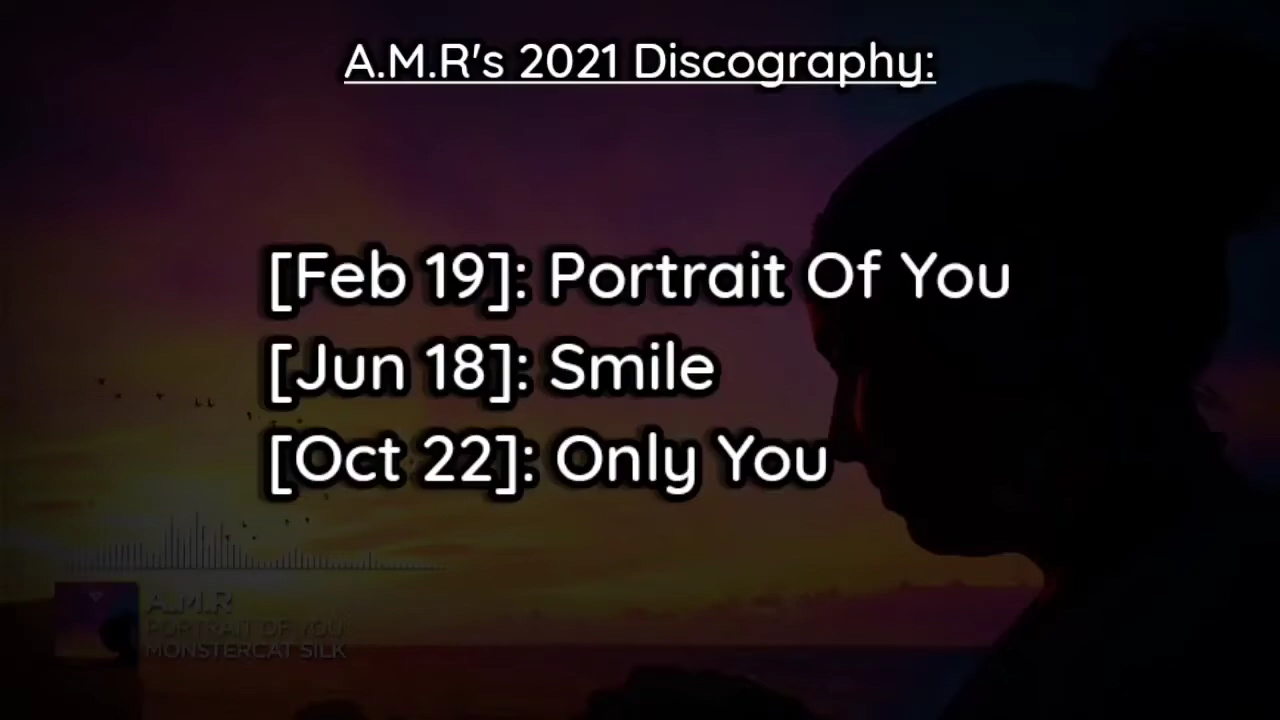 A.M.R's 2021 Discography:
[Feb 19]: Portrait Of You
[Jun 18]: Smile
[Oct 22]: Only You
A.M.R
PORTRAIT OF YOU
MONSTERCAT SILK